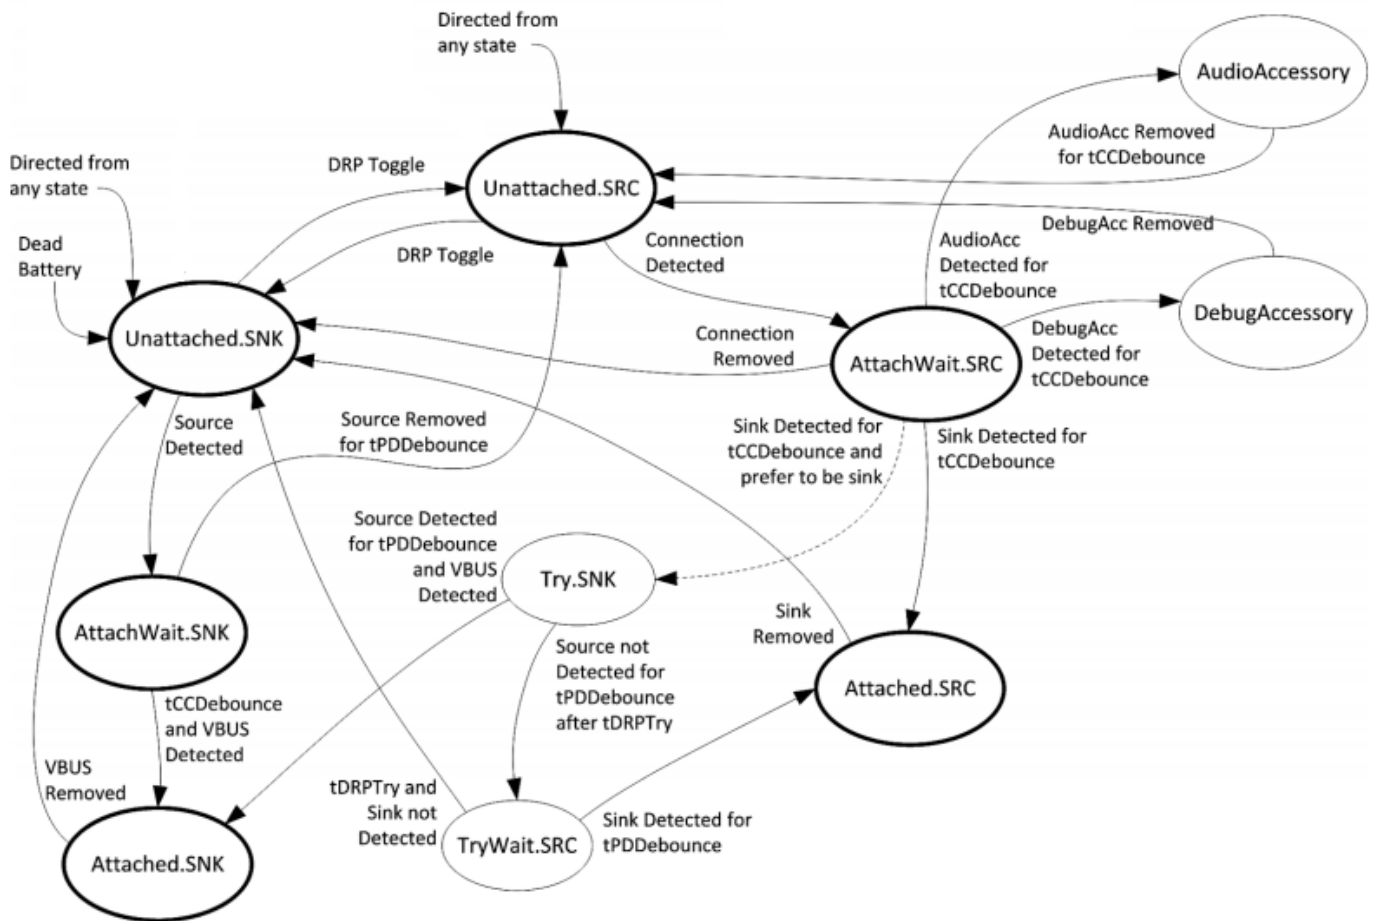 Directed from
any state
AudioAccessory
AudioAcc Removed
for tCCDebounce
Directed from
any state
DRP Toggle
Unattached.SRC
DebugAcc Removed
Dead
Battery
DRP Toggle
Connection
Detected
AudioAcc
Detected for
tCCDebounce
DebugAccessory
Unattached.SNK
Connection
Removed
AttachWait.SRC
DebugAcc
Detected for
tCCDebounce
Source
Detected
Source Removed
for tPDDebounce
Sink Detected for
tCCDebounce and
prefer to be sink
Sink Detected for
tCCDebounce
Source Detected
for tPDDebounce
and VBUS
Detected
Try.SNK
AttachWait.SNK
Sink
Removed
Source not
Detected for
tPDDebounce
after tDRPTry
Attached.SRC
tCCDebounce
and VBUS
Detected
VBUS
Removed
tDRPTry and
Sink not
Detected
TryWait.SRC
Sink Detected for
tPDDebounce
Attached.SNK